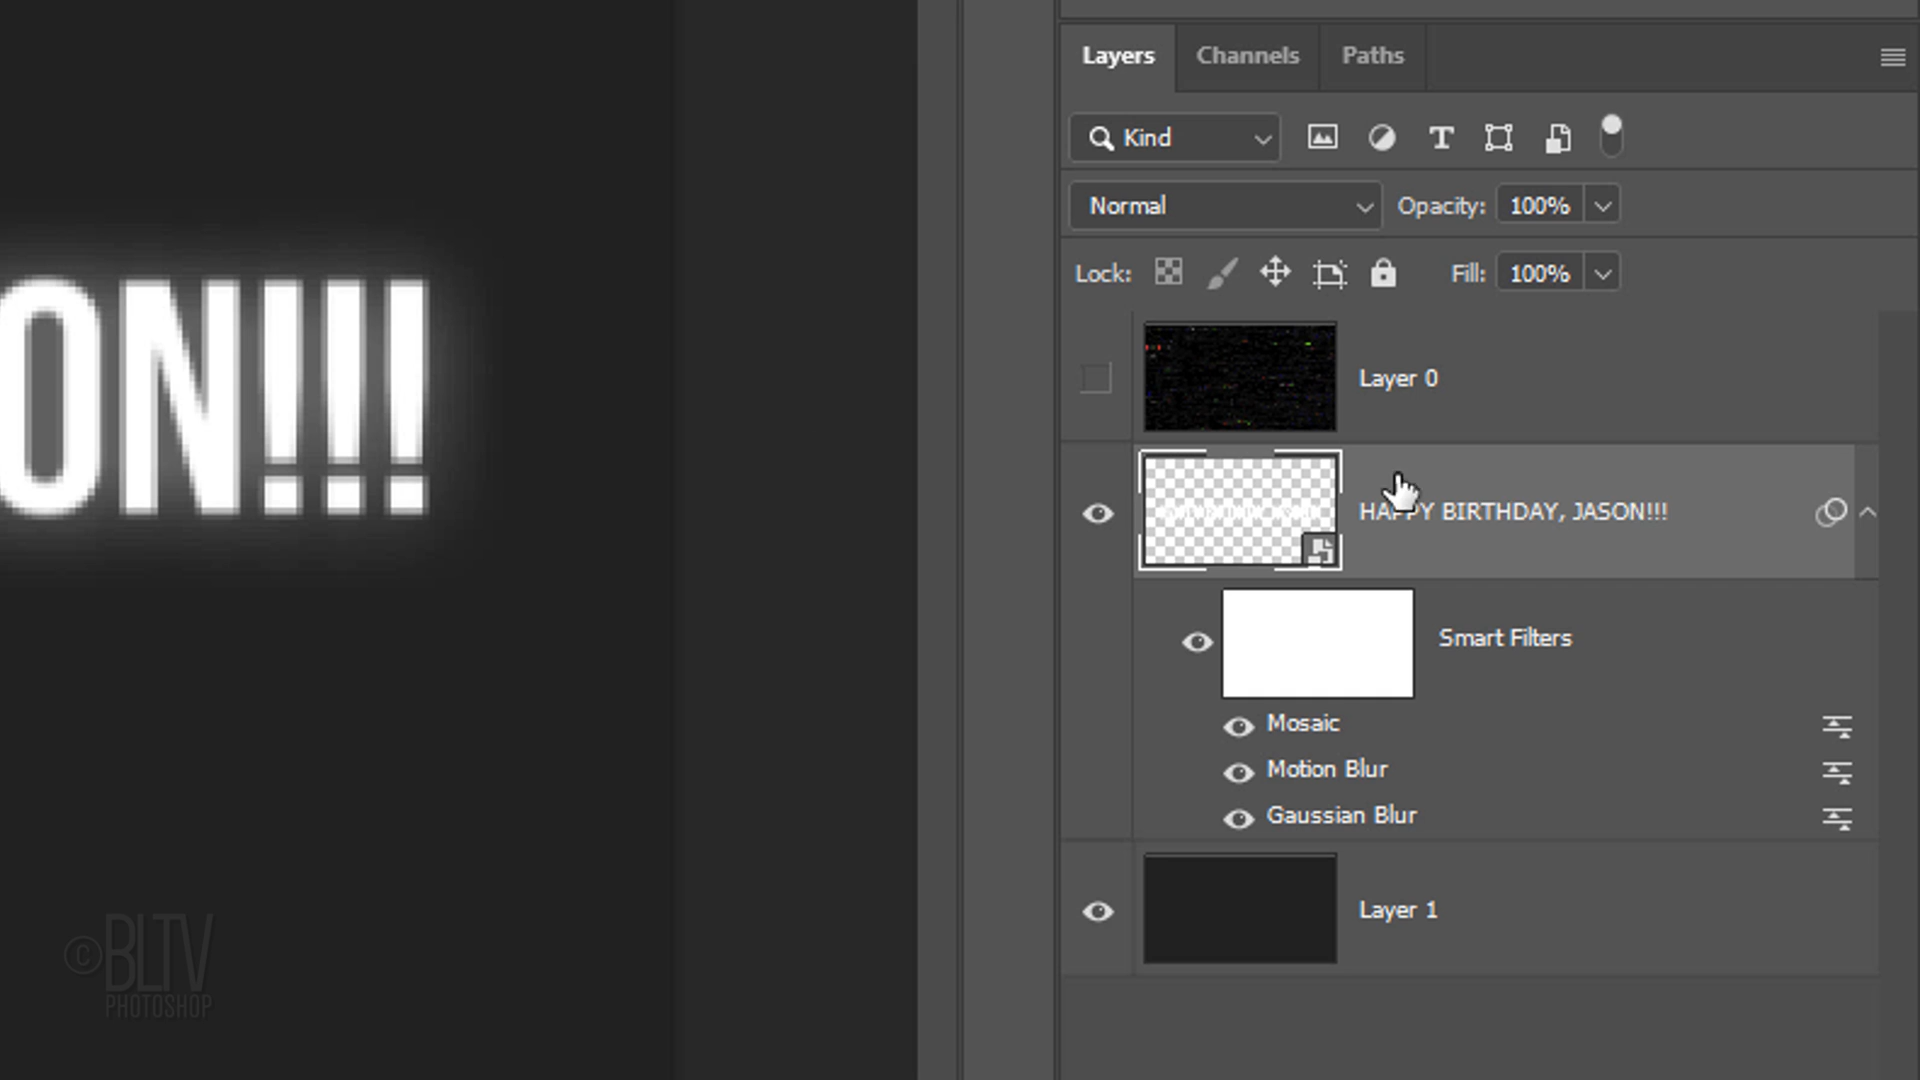 ON!!!
©BLTV
PHOTOSHOP
Layers Channels Paths
Kind
Normal Opacity: 100%
Lock: Fill: 100%
Layer 0
HAPPY BIRTHDAY, JASON!!!
Smart Filters
Mosaic
Motion Blur
Gaussian Blur
Layer 1